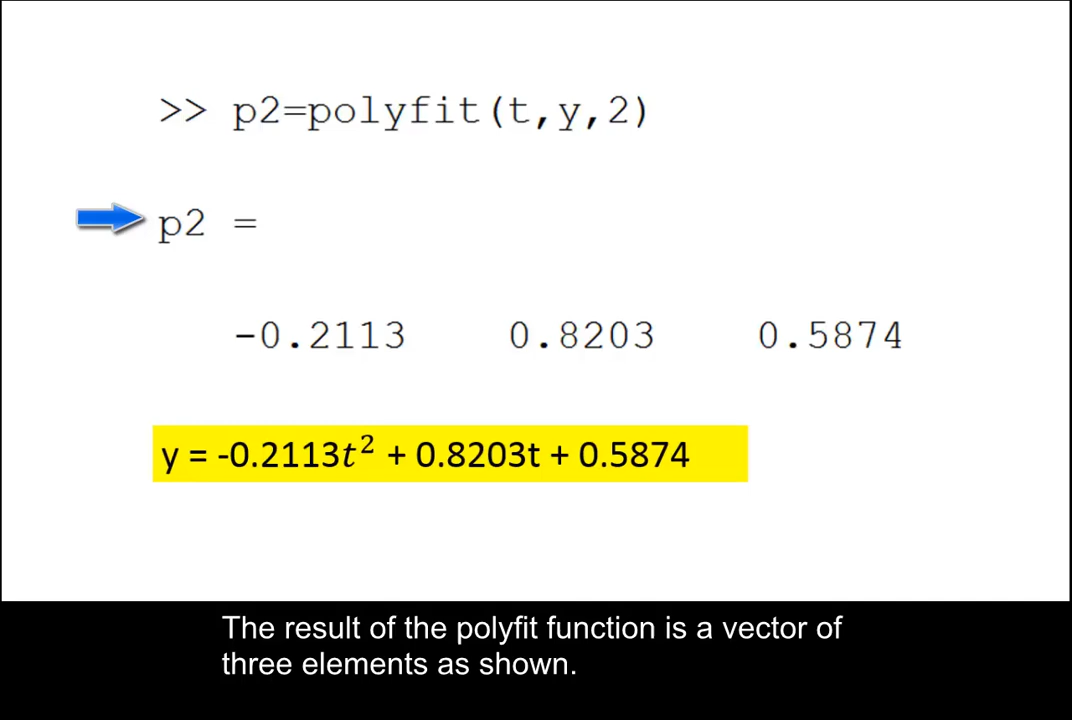 >> p2=polyfit(t,y,2)
p2 =
-0.2113 0.8203 0.5874
y = -0.2113t² + 0.8203t + 0.5874
The result of the polyfit function is a vector of
three elements as shown.